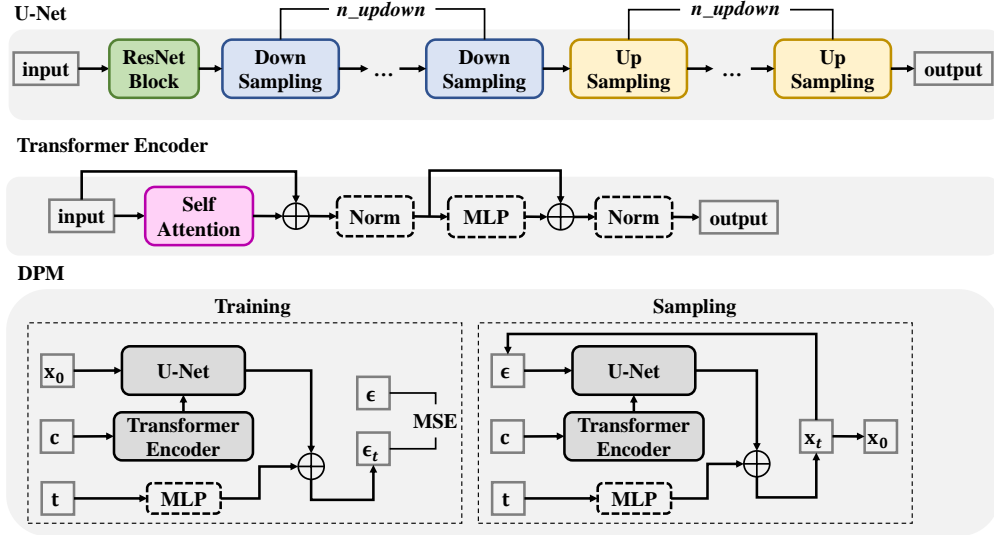 U-Net
n_updown
n_updown
input
ResNet
Block
Down
Sampling
...
Down
Sampling
Up
Sampling
...
Up
Sampling
output
Transformer Encoder
input
Self
Attention
Norm
MLP
Norm
output
DPM
Training
x₀
U-Net
c
Transformer
Encoder
t
MLP
ϵ
MSE
ϵₜ
Sampling
ϵ
U-Net
c
Transformer
Encoder
t
MLP
xₜ
x₀